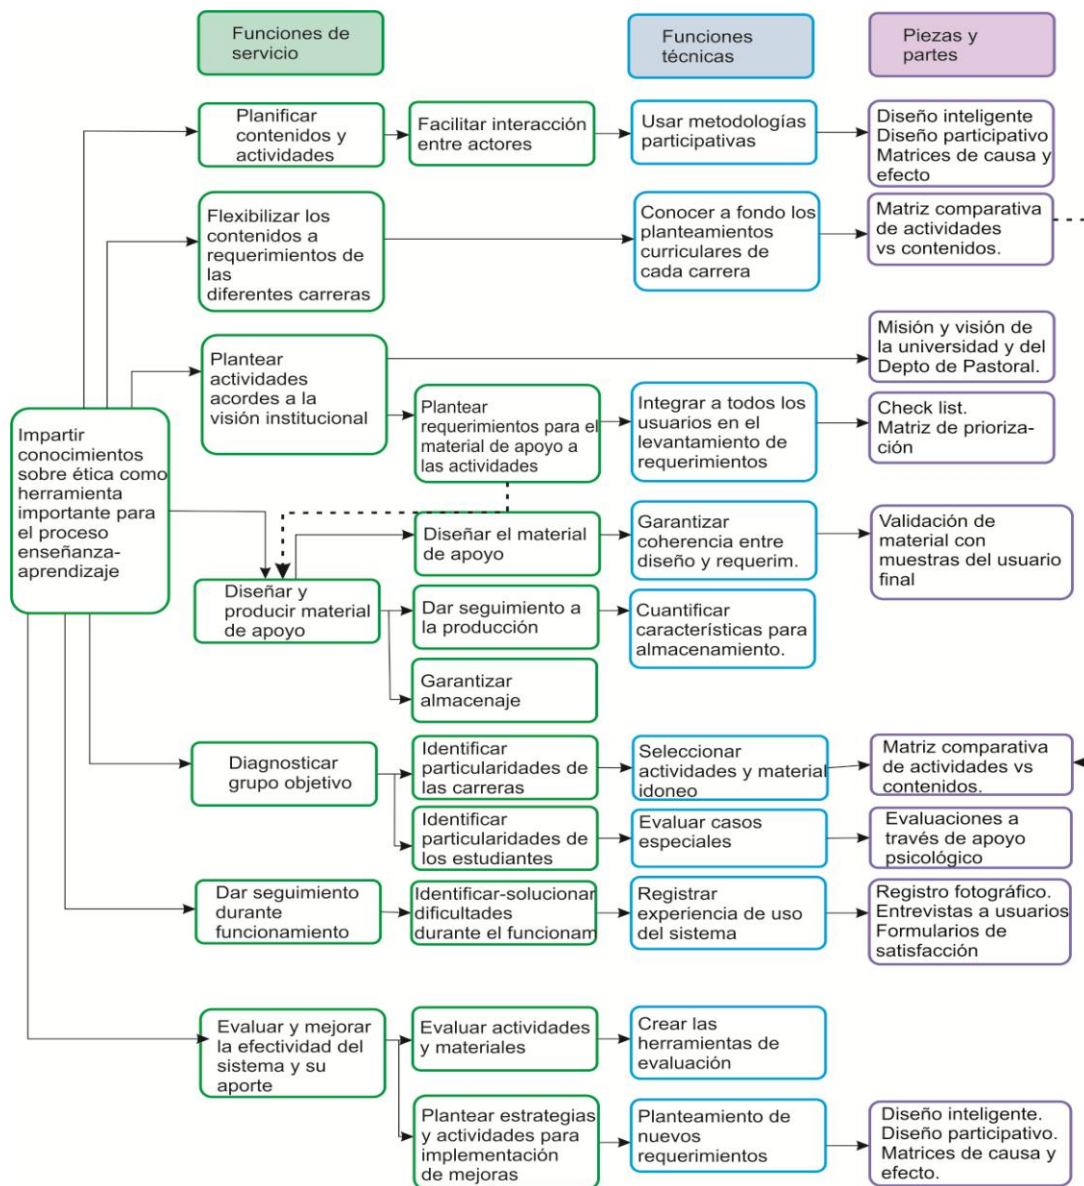 Funciones de
servicio
Funciones
técnicas
Piezas y
partes
Planificar
contenidos y
actividades
Facilitar interacción
entre actores
Usar metodologías
participativas
Diseño inteligente
Diseño participativo
Matrices de causa y
efecto
Flexibilizar los
contenidos a
requerimientos de
las
diferentes carreras
Conocer a fondo los
planteamientos
curriculares de
cada carrera
Matriz comparativa
de actividades
vs contenidos.
Plantear
actividades
acordes a la
visión institucional
Misión y visión de
la universidad y del
Depto de Pastoral.
Plantear
requerimientos para el
material de apoyo a
las actividades
Integrar a todos los
usuarios en el
levantamiento de
requerimientos
Check list.
Matriz de prioriza-
ción
Impartir
conocimientos
sobre ética como
herramienta
importante para
el proceso
enseñanza-
aprendizaje
Diseñar el material
de apoyo
Garantizar
coherencia entre
diseño y requerim.
Validación de
material con
muestras del usuario
final
Diseñar y
producir material
de apoyo
Dar seguimiento a
la producción
Cuantificar
características para
almacenamiento.
Garantizar
almacenaje
Diagnosticar
grupo objetivo
Identificar
particularidades de
las carreras
Seleccionar
actividades y material
idoneo
Matriz comparativa
de actividades vs
contenidos.
Identificar
particularidades de
los estudiantes
Evaluar casos
especiales
Evaluaciones a
través de apoyo
psicológico
Dar seguimiento
durante
funcionamiento
Identificar-solucionar
dificultades
durante el funcionam
Registrar
experiencia de uso
del sistema
Registro fotográfico.
Entrevistas a usuarios
Formularios de
satisfacción
Evaluar y mejorar
la efectividad del
sistema y su
aporte
Evaluar actividades
y materiales
Crear las
herramientas de
evaluación
Plantear estrategias
y actividades para
implementación
de mejoras
Planteamiento de
nuevos
requerimientos
Diseño inteligente.
Diseño participativo.
Matrices de causa y
efecto.